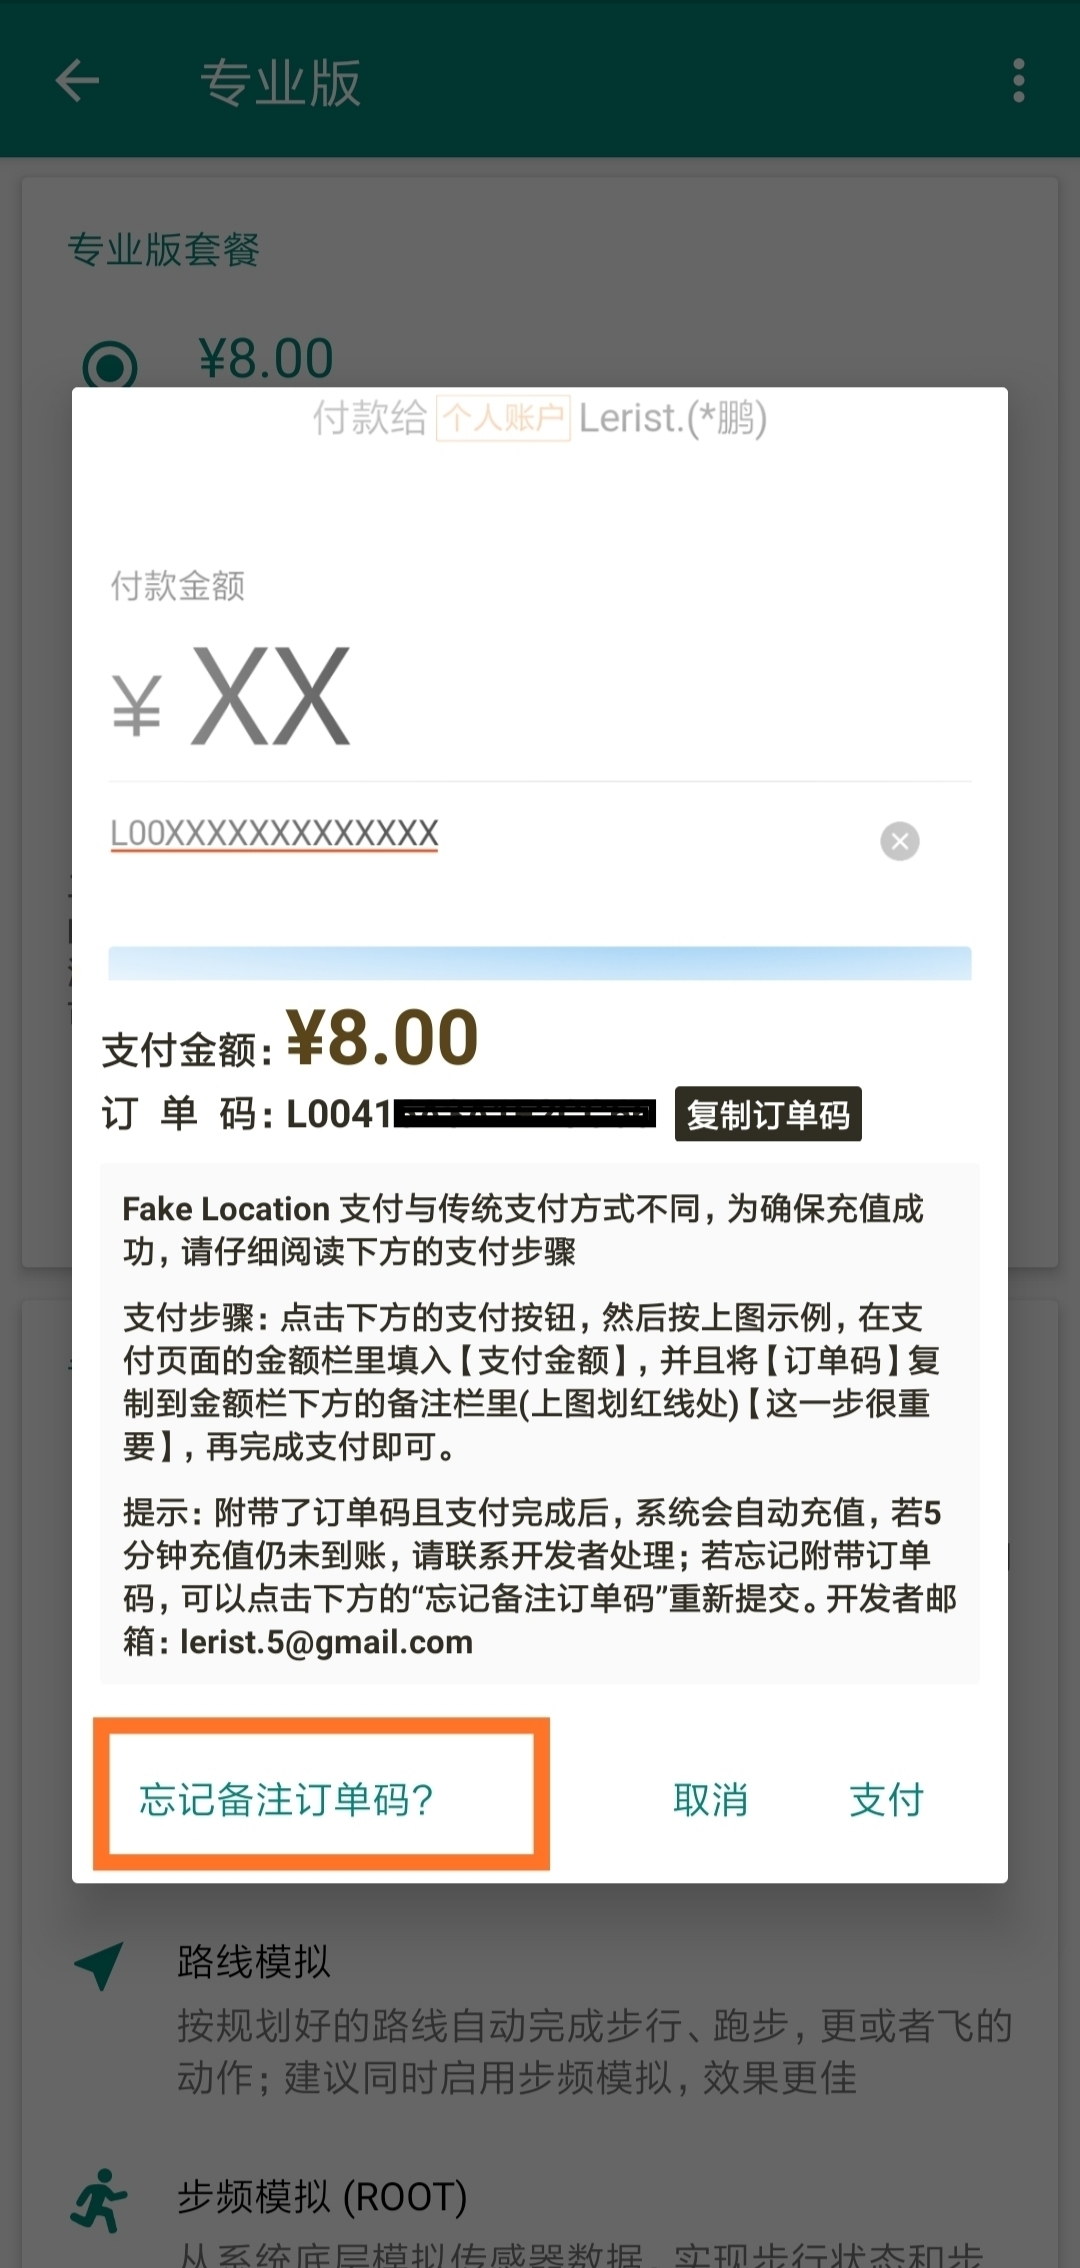 专业版
专业版套餐
¥8.00
付款给 个人账户 Lerist.(*鹏)
付款金额
¥ XX
L00XXXXXXXXXXXXX
支付金额: ¥8.00
订 单 码: L0041 复制订单码
Fake Location 支付与传统支付方式不同, 为确保充值成
功, 请仔细阅读下方的支付步骤
支付步骤: 点击下方的支付按钮, 然后按上图示例, 在支
付页面的金额栏里填入【支付金额】, 并且将【订单码】复
制到金额栏下方的备注栏里(上图划红线处)【这一步很重
要】, 再完成支付即可。
提示: 附带了订单码且支付完成后, 系统会自动充值, 若5
分钟充值仍未到账, 请联系开发者处理; 若忘记附带订单
码, 可以点击下方的“忘记备注订单码”重新提交。开发者邮
箱: lerist.5@gmail.com
忘记备注订单码? 取消 支付
路线模拟
按规划好的路线自动完成步行、跑步, 更或者飞的
动作; 建议同时启用步频模拟, 效果更佳
步频模拟 (ROOT)
从系统底层模拟传感器数据, 实现步行状态和步